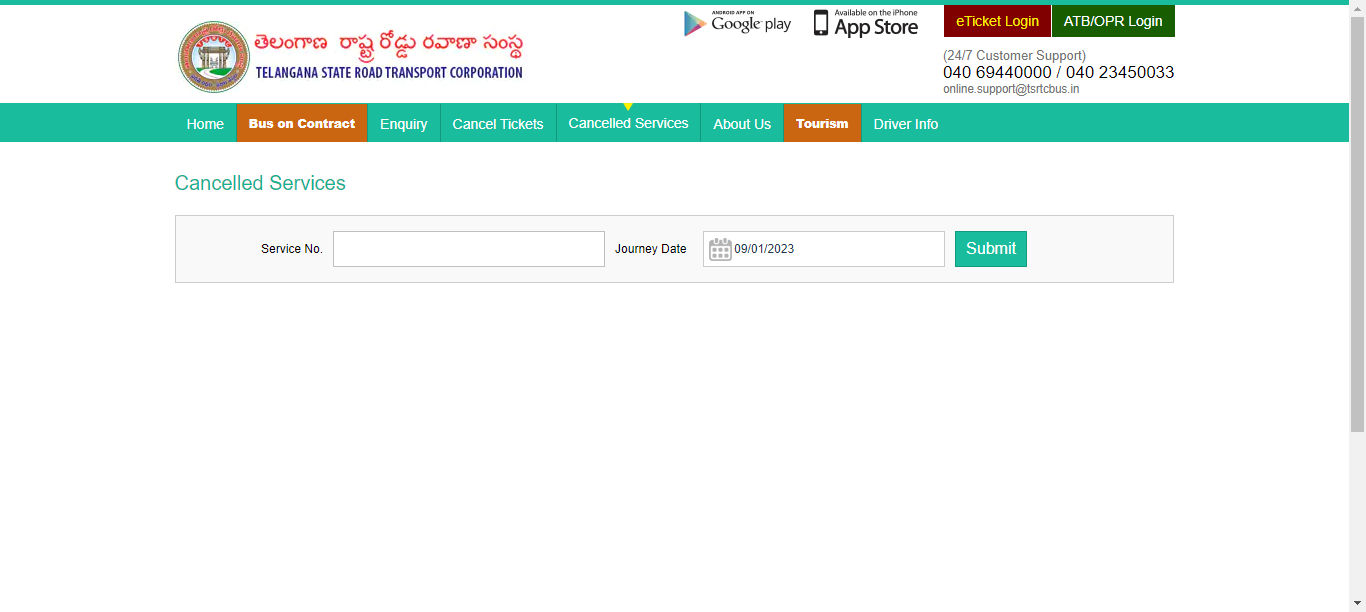 తెలంగాణ రాష్ట్ర రోడ్డు రవాణా సంస్థ
TELANGANA STATE ROAD TRANSPORT CORPORATION
ANDROID APP ON
Google play
Available on the iPhone
App Store
eTicket Login
ATB/OPR Login
(24/7 Customer Support)
040 69440000 / 040 23450033
online.support@tsrtcbus.in
Home
Bus on Contract
Enquiry
Cancel Tickets
Cancelled Services
About Us
Tourism
Driver Info
Cancelled Services
Service No.
Journey Date
09/01/2023
Submit